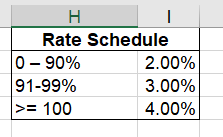 H I
Rate Schedule
0 – 90% 2.00%
91-99% 3.00%
>= 100 4.00%